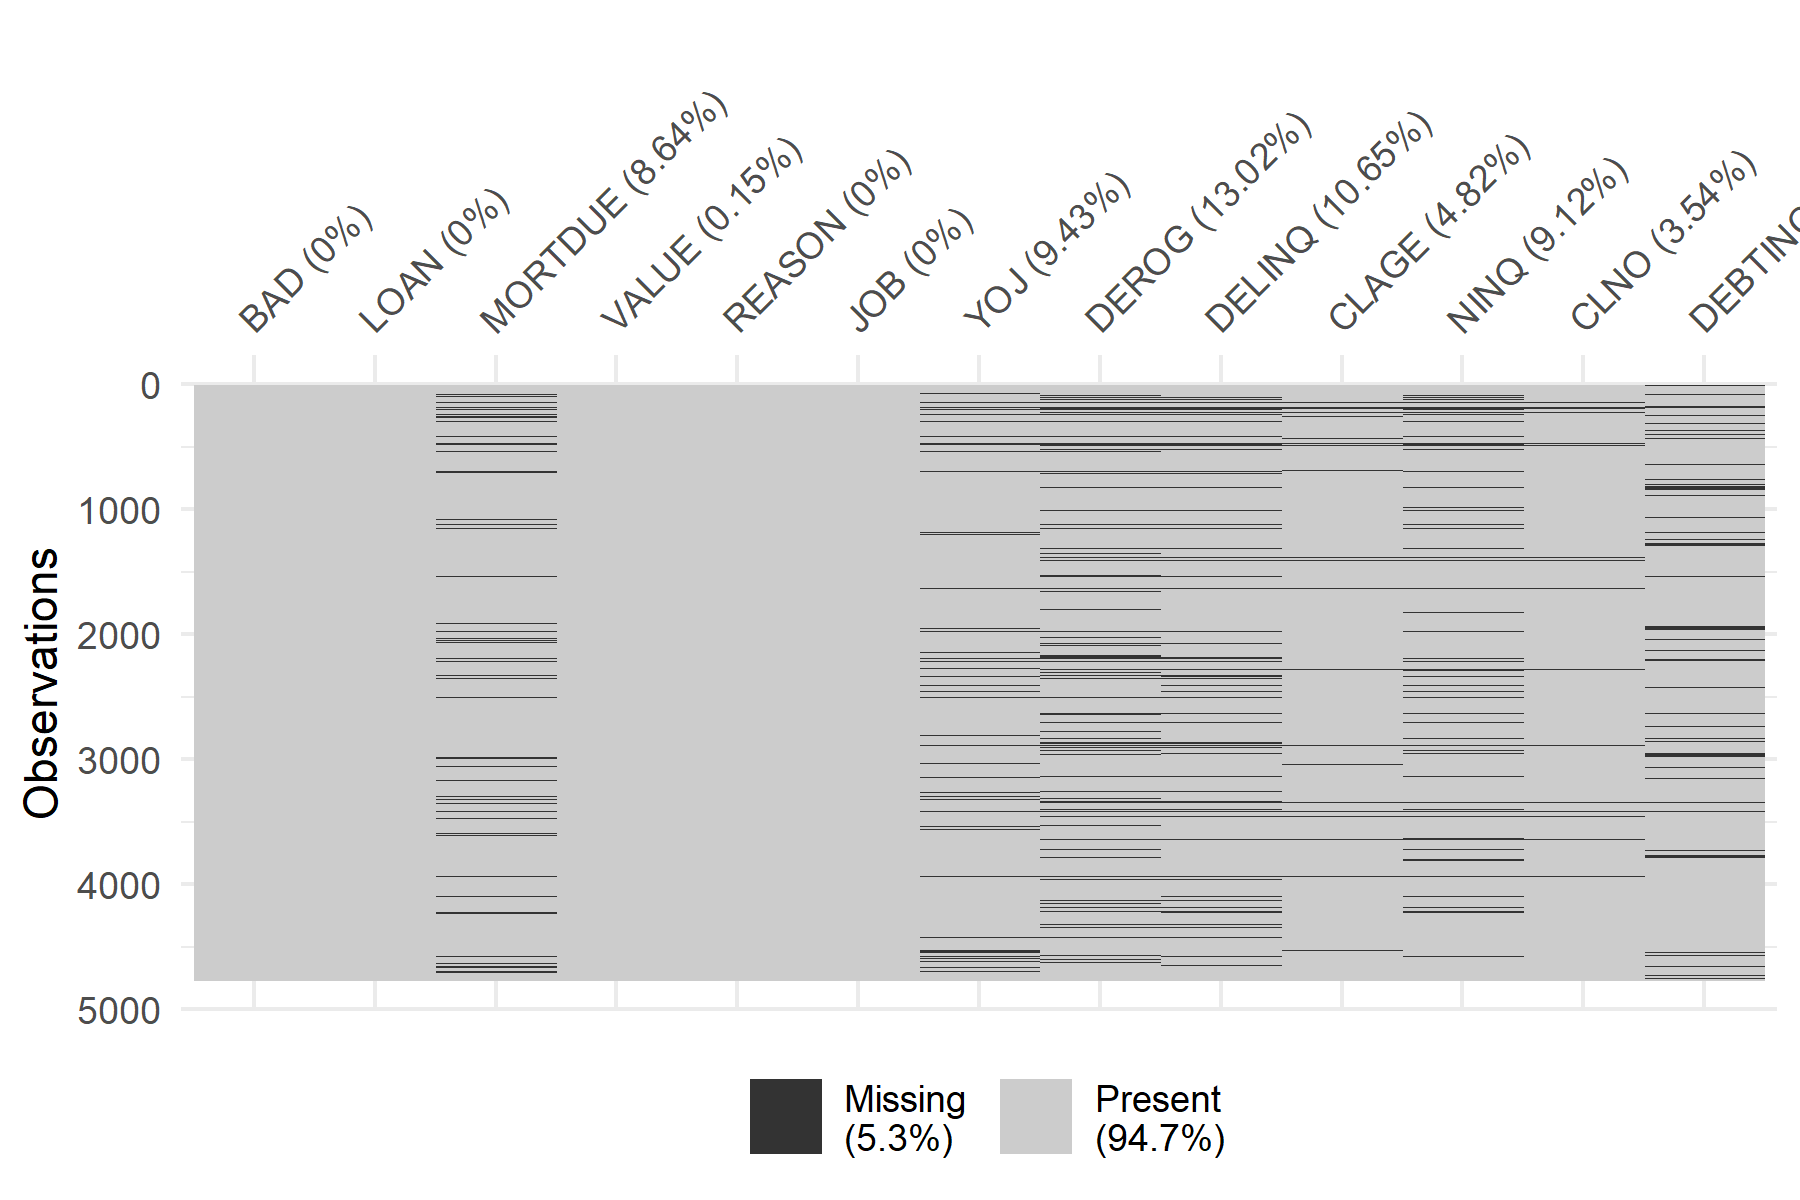 BAD (0%)
LOAN (0%)
MORTDUE (8.64%)
VALUE (0.15%)
REASON (0%)
JOB (0%)
YOJ (9.43%)
DEROG (13.02%)
DELINQ (10.65%)
CLAGE (4.82%)
NINQ (9.12%)
CLNO (3.54%)
DEBTINC
0
1000
2000
3000
4000
5000
Observations
Missing
(5.3%)
Present
(94.7%)